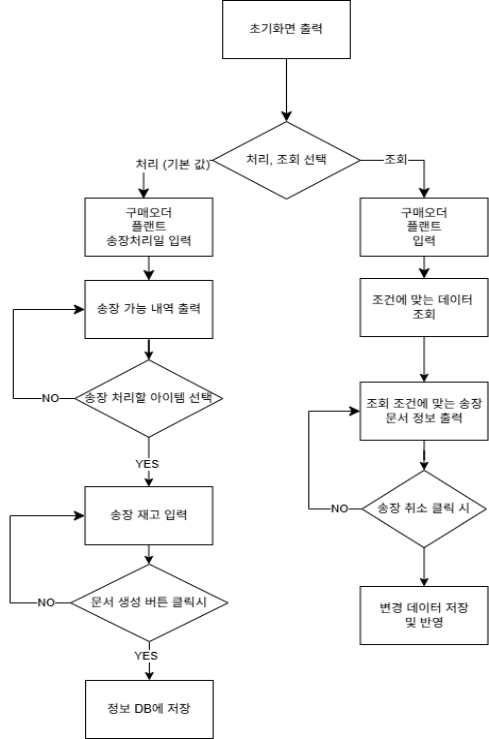 초기화면 출력
처리, 조회 선택
처리 (기본 값)
조회
구매오더
플랜트
송장처리일 입력
송장 가능 내역 출력
송장 처리할 아이템 선택
NO
YES
송장 재고 입력
문서 생성 버튼 클릭시
NO
YES
정보 DB에 저장
구매오더
플랜트
입력
조건에 맞는 데이터
조회
조회 조건에 맞는 송장
문서 정보 출력
송장 취소 클릭 시
NO
변경 데이터 저장
및 반영